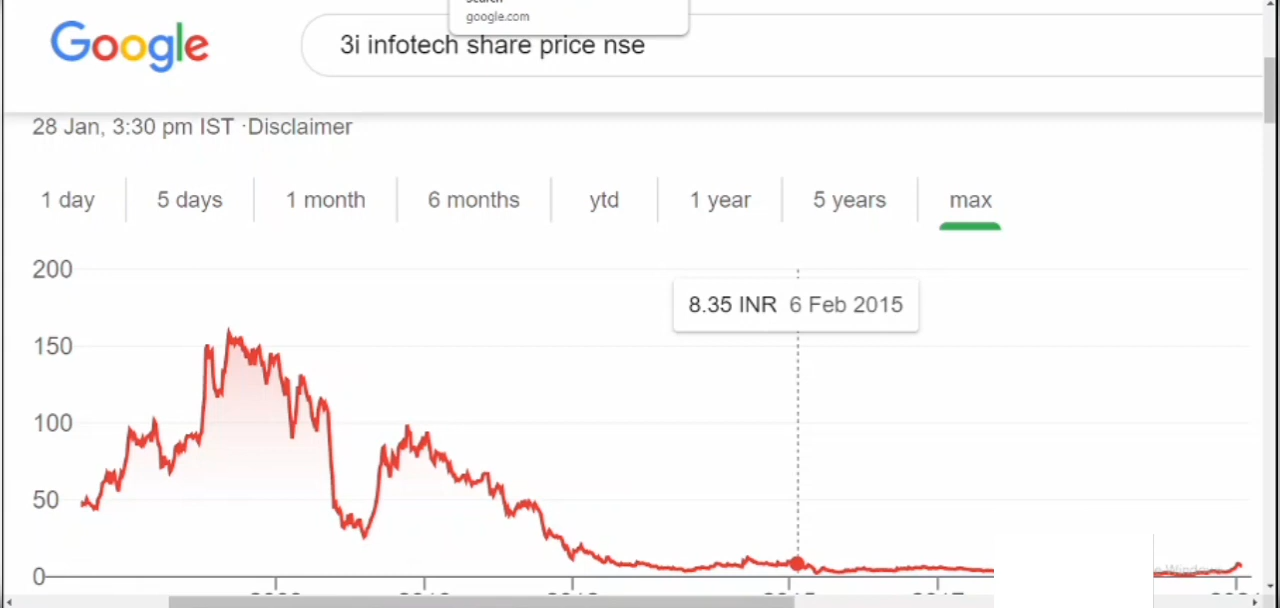 search
google.com
Google
3i infotech share price nse
28 Jan, 3:30 pm IST ·Disclaimer
1 day 5 days 1 month 6 months ytd 1 year 5 years max
200
8.35 INR 6 Feb 2015
150
100
50
0